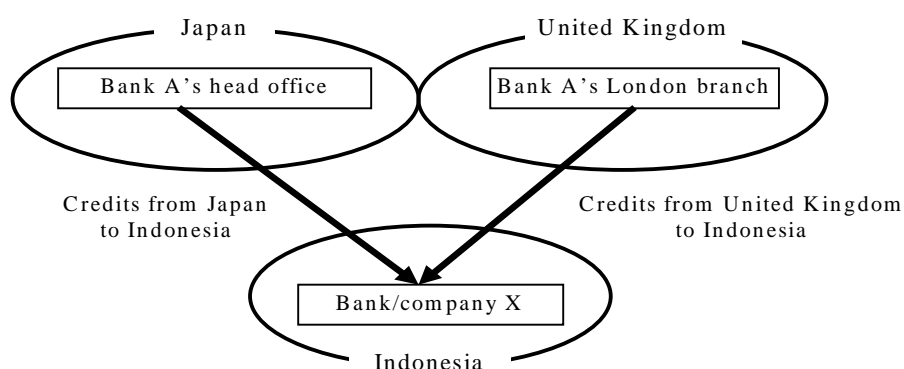 Japan
United Kingdom
Bank A's head office
Bank A's London branch
Credits from Japan
to Indonesia
Credits from United Kingdom
to Indonesia
Bank/company X
Indonesia